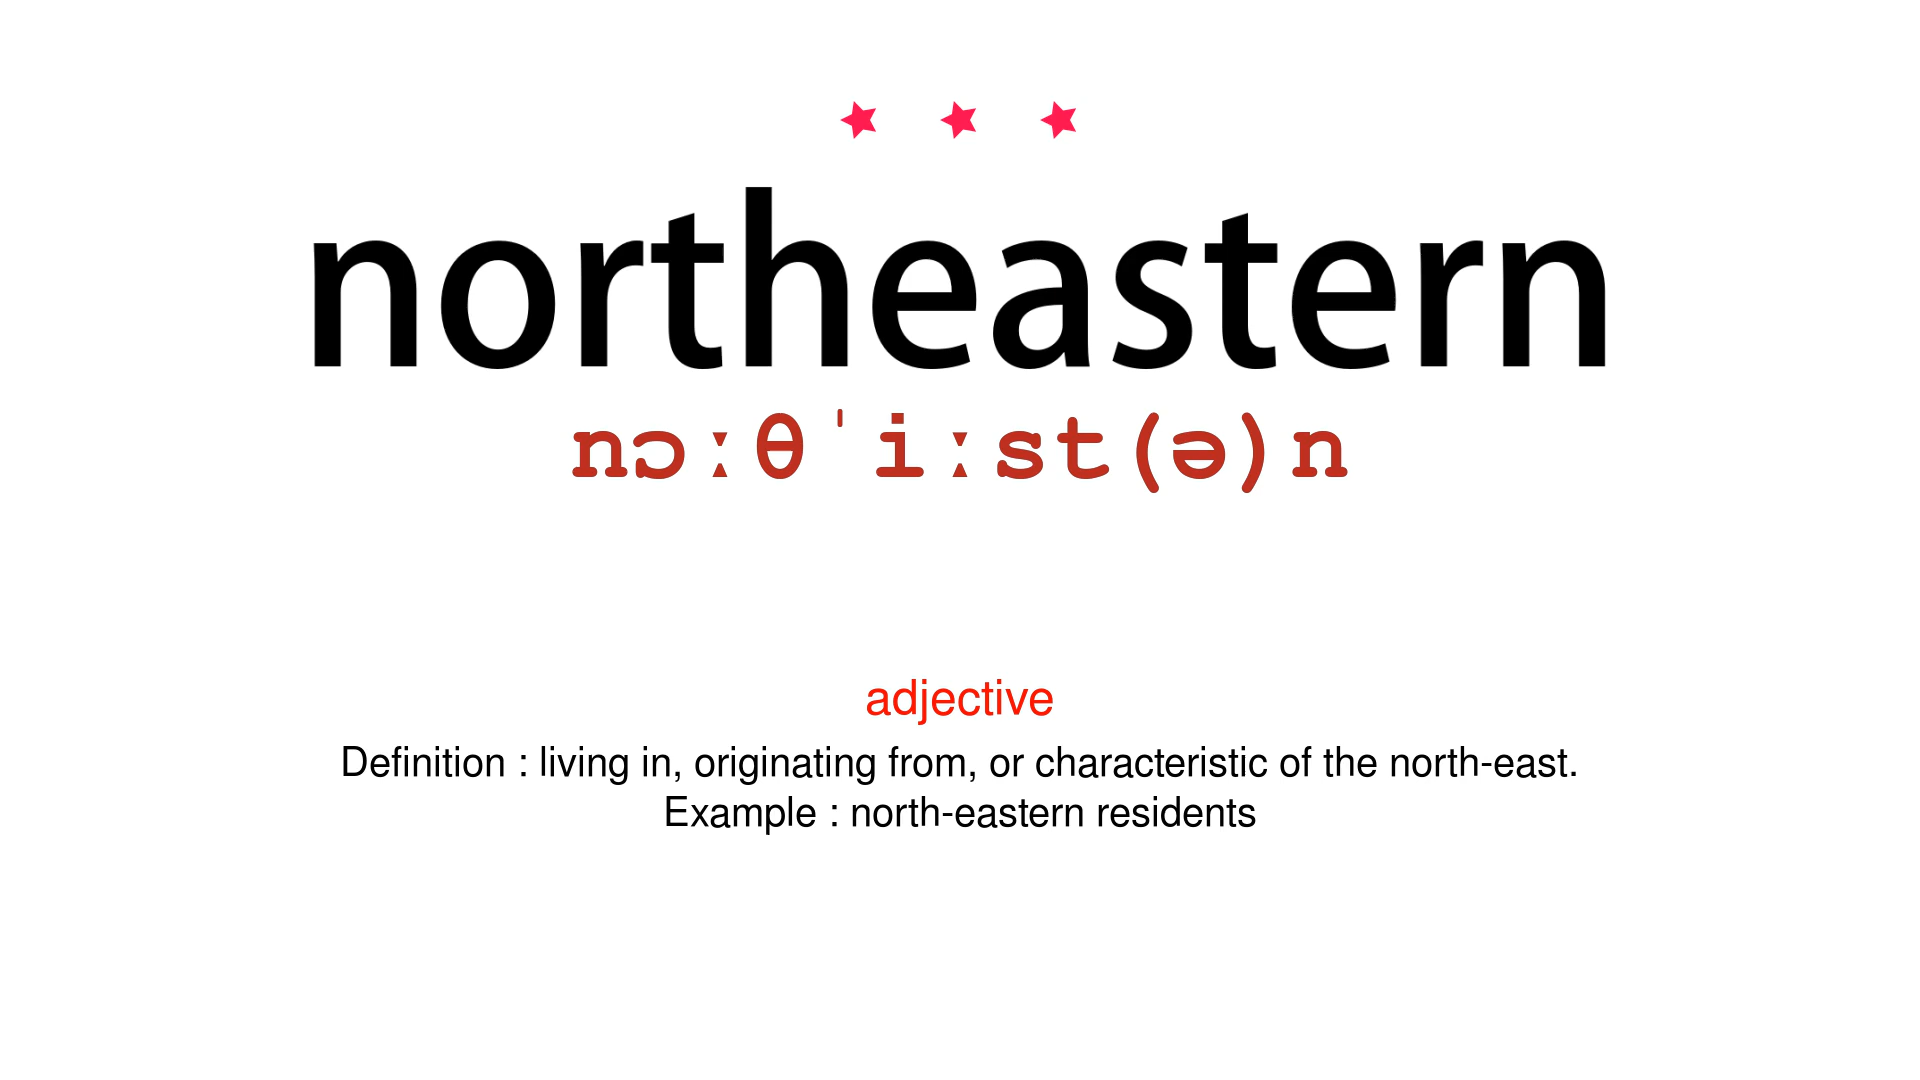 northeastern
nɔːθˈiːst(ə)n
adjective
Definition : living in, originating from, or characteristic of the north-east.
Example : north-eastern residents